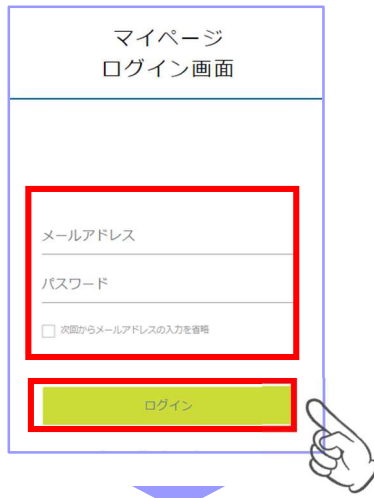 マイページ
ログイン画面
メールアドレス
パスワード
次回からメールアドレスの入力を省略
ログイン